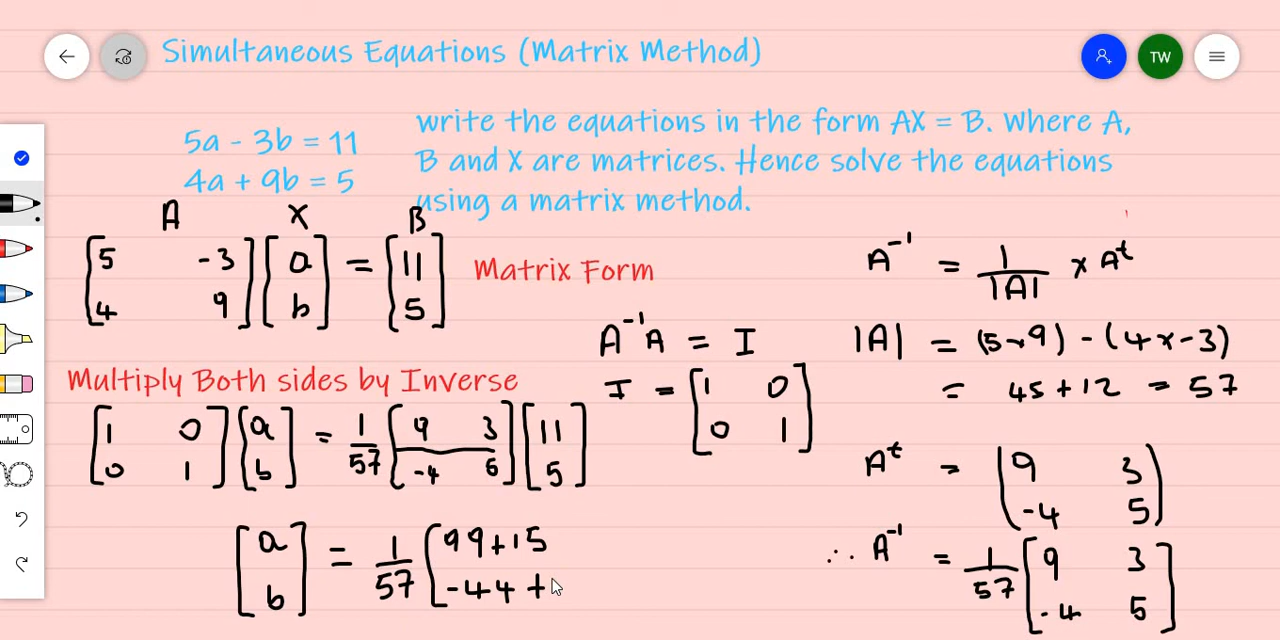 Simultaneous Equations (Matrix Method)
TW
5a - 3b = 11
4a + 9b = 5
write the equations in the form AX = B. Where A,
B and X are matrices. Hence solve the equations
using a matrix method.
A X B
[5 -3] [a] = [11]
[4 9] [b] [5]
Matrix Form
Multiply Both sides by Inverse
[1 0] [a] = 1/57 [9 3] [11]
[0 1] [b] [-4 5] [5]
[a] = 1/57 [99+15
[b] [-44+
A⁻¹A = I
I = [1 0]
[0 1]
A⁻¹ = 1/|A| × Aᵗ
|A| = (5×9) - (4×-3)
= 45+12 = 57
Aᵗ = (9 3)
(-4 5)
∴ A⁻¹ = 1/57 [9 3]
[-4 5]